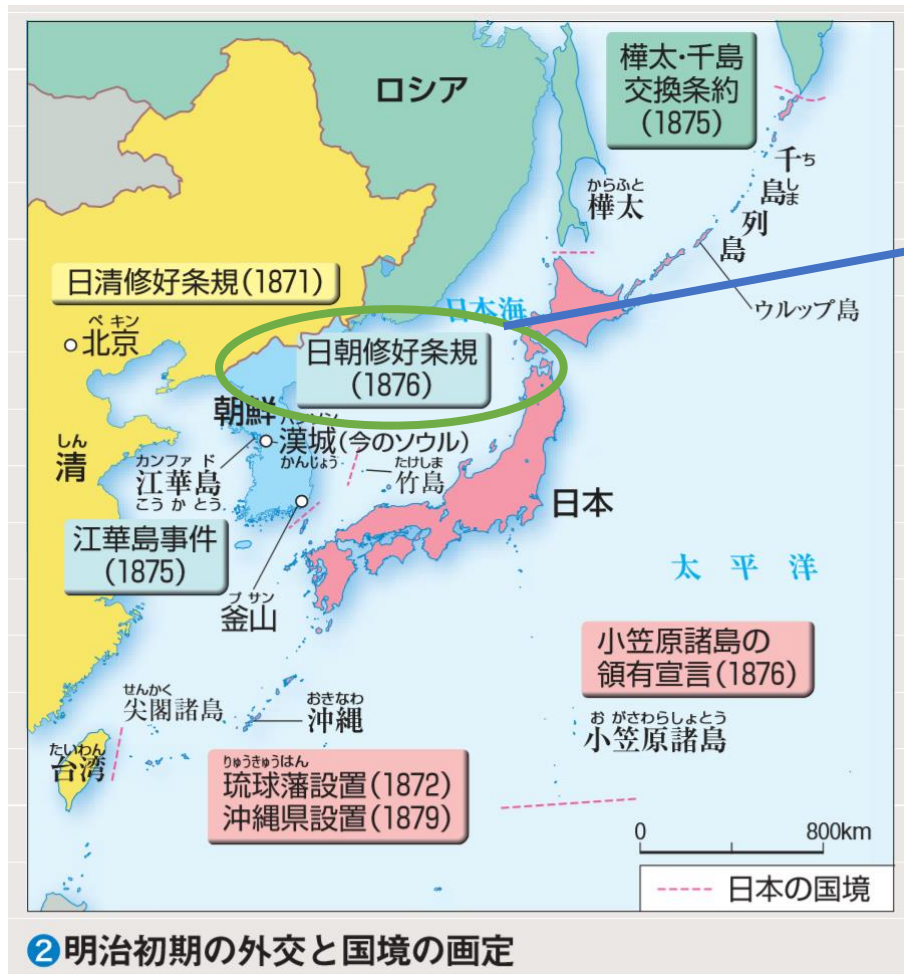 ロシア
樺太・千島
交換条約
(1875)
ち
千
しま
島
列
島
からふと
樺太
ウルップ島
日清修好条規(1871)
ペキン
北京
日本海
日朝修好条規
(1876)
朝鮮
漢城(今のソウル)
かんじょう
しん
清
カンファド
江華島
こうかとう
たけしま
竹島
日本
江華島事件
(1875)
プサン
釜山
太平洋
小笠原諸島の
領有宣言(1876)
おがさわらしょとう
小笠原諸島
せんかく
尖閣諸島
おきなわ
沖縄
たいわん
台湾
りゅうきゅうはん
琉球藩設置(1872)
沖縄県設置(1879)
0 800km
日本の国境
2明治初期の外交と国境の画定